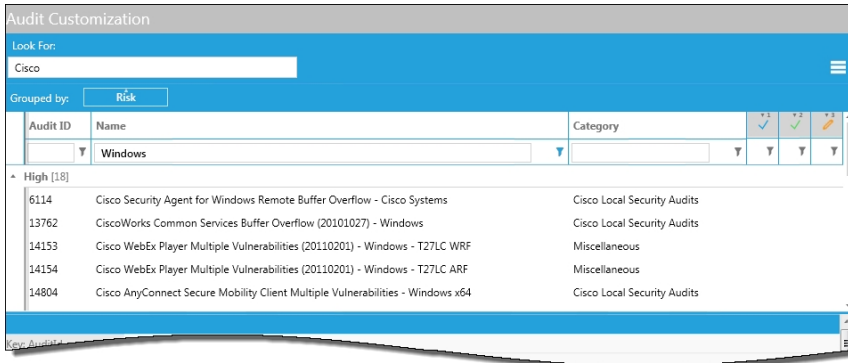 Audit Customization
Look For:
Cisco
Grouped by: Risk
Audit ID Name Category 1 2 3
Windows
High [18]
6114 Cisco Security Agent for Windows Remote Buffer Overflow - Cisco Systems Cisco Local Security Audits
13762 CiscoWorks Common Services Buffer Overflow (20101027) - Windows Cisco Local Security Audits
14153 Cisco WebEx Player Multiple Vulnerabilities (20110201) - Windows - T27LC WRF Miscellaneous
14154 Cisco WebEx Player Multiple Vulnerabilities (20110201) - Windows - T27LC ARF Miscellaneous
14804 Cisco AnyConnect Secure Mobility Client Multiple Vulnerabilities - Windows x64 Cisco Local Security Audits
Key: